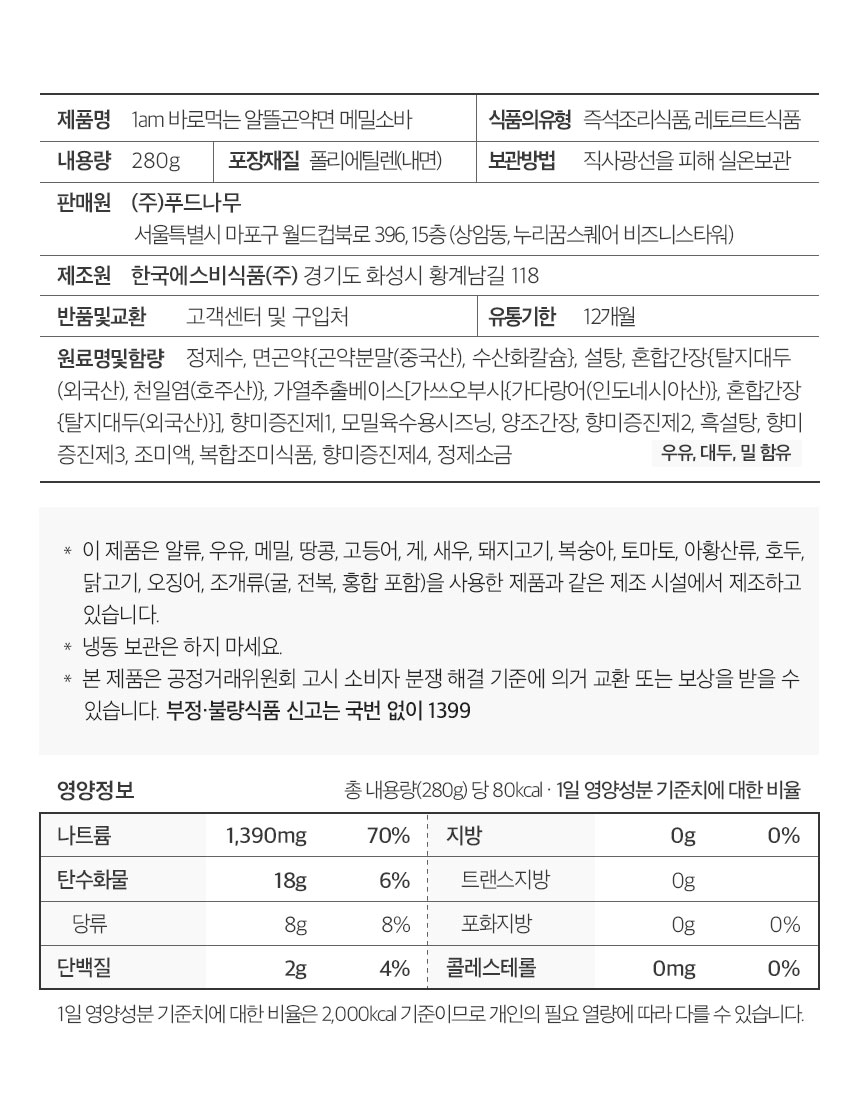 제품명 1am 바로먹는 알뜰곤약면 메밀소바 식품의유형 즉석조리식품, 레토르트식품
내용량 280g 포장재질 폴리에틸렌(내면) 보관방법 직사광선을 피해 실온보관
판매원 (주)푸드나무
서울특별시 마포구 월드컵북로 396, 15층 (상암동, 누리꿈스퀘어 비즈니스타워)
제조원 한국에스비식품(주) 경기도 화성시 황계남길 118
반품및교환 고객센터 및 구입처 유통기한 12개월
원료명및함량 정제수, 면곤약{곤약분말(중국산), 수산화칼슘}, 설탕, 혼합간장{탈지대두
(외국산), 천일염(호주산)}, 가열추출베이스[가쓰오부시{가다랑어(인도네시아산)}, 혼합간장
{탈지대두(외국산)}], 향미증진제1, 모밀육수용시즈닝, 양조간장, 향미증진제2, 흑설탕, 향미
증진제3, 조미액, 복합조미식품, 향미증진제4, 정제소금 우유, 대두, 밀 함유
* 이 제품은 알류, 우유, 메밀, 땅콩, 고등어, 게, 새우, 돼지고기, 복숭아, 토마토, 아황산류, 호두,
닭고기, 오징어, 조개류(굴, 전복, 홍합 포함)을 사용한 제품과 같은 제조 시설에서 제조하고
있습니다.
* 냉동 보관은 하지 마세요.
* 본 제품은 공정거래위원회 고시 소비자 분쟁 해결 기준에 의거 교환 또는 보상을 받을 수
있습니다. 부정·불량식품 신고는 국번 없이 1399
영양정보 총 내용량(280g) 당 80kcal · 1일 영양성분 기준치에 대한 비율
나트륨 1,390mg 70% 지방 0g 0%
탄수화물 18g 6% 트랜스지방 0g
당류 8g 8% 포화지방 0g 0%
단백질 2g 4% 콜레스테롤 0mg 0%
1일 영양성분 기준치에 대한 비율은 2,000kcal 기준이므로 개인의 필요 열량에 따라 다를 수 있습니다.